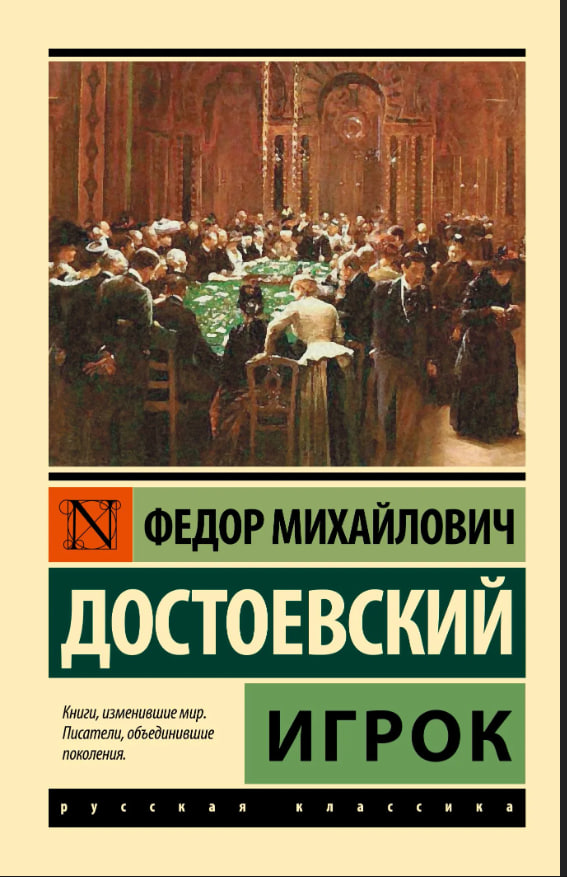 N
ФЕДОР МИХАЙЛОВИЧ
ДОСТОЕВСКИЙ
Книги, изменившие мир.
Писатели, объединившие
поколения.
ИГРОК
русская классика